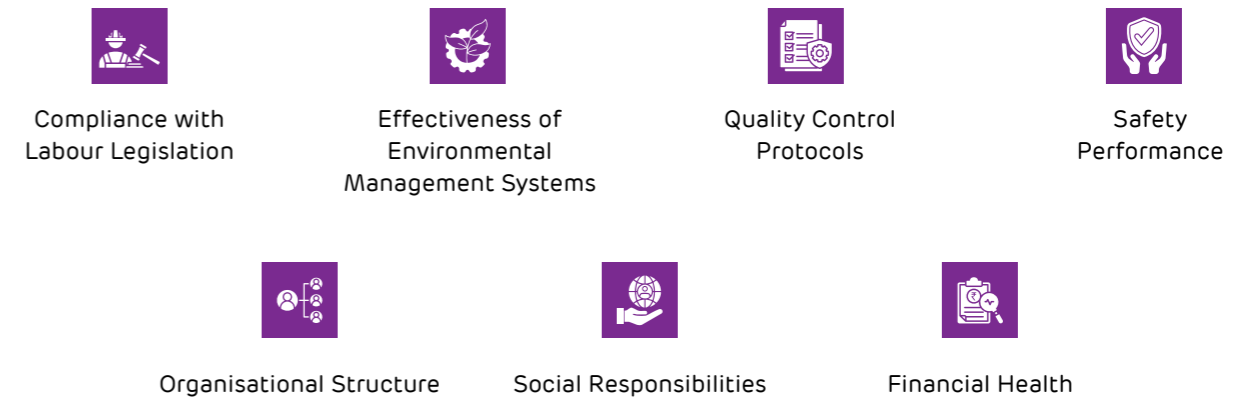 Compliance with
Labour Legislation
Effectiveness of
Environmental
Management Systems
Quality Control
Protocols
Safety
Performance
Organisational Structure
Social Responsibilities
Financial Health
₹